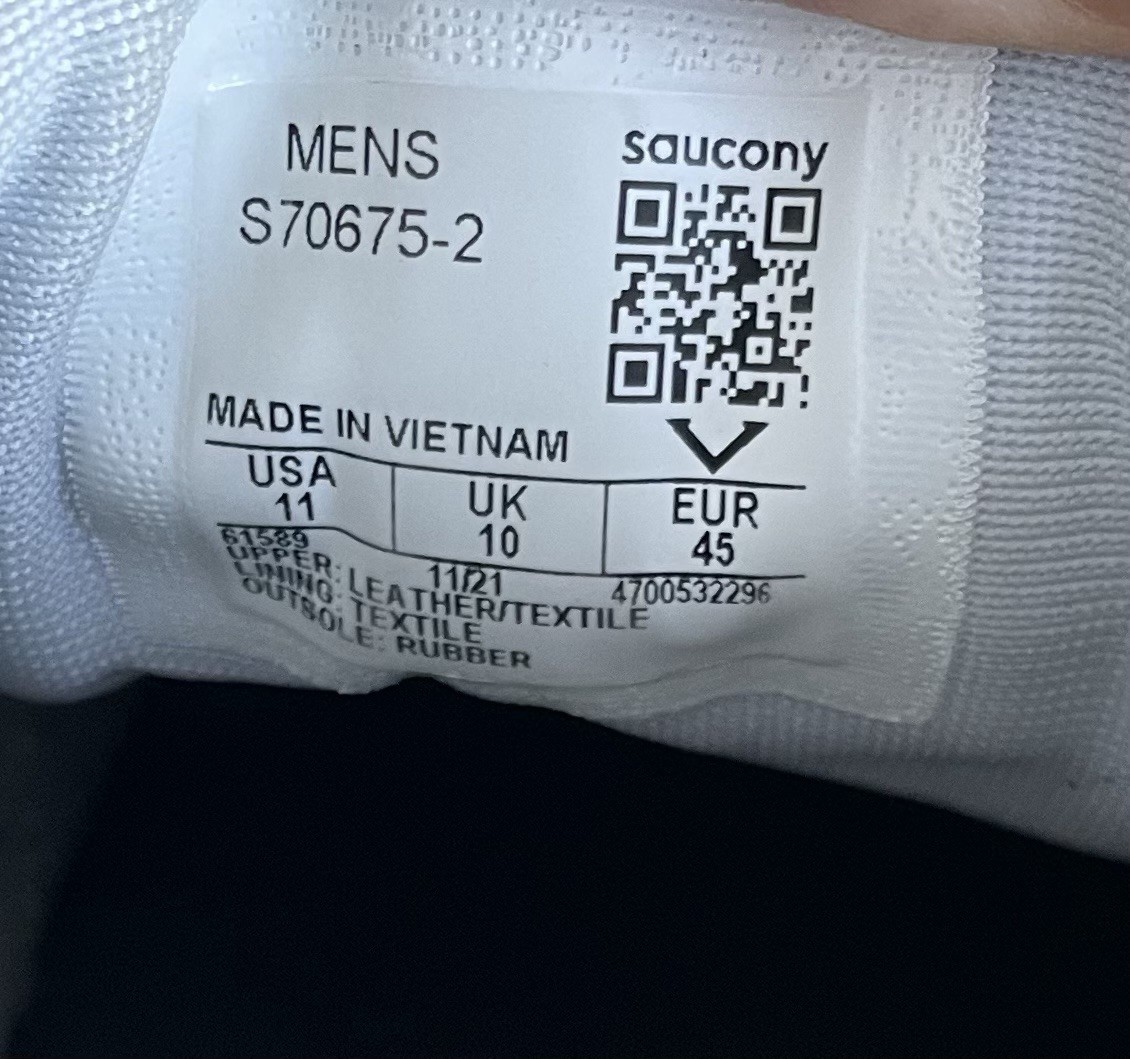 MENS
S70675-2
saucony
MADE IN VIETNAM
USA UK EUR
11 10 45
61589 11/21 4700532296
UPPER: LEATHER/TEXTILE
LINING: TEXTILE
OUTSOLE: RUBBER